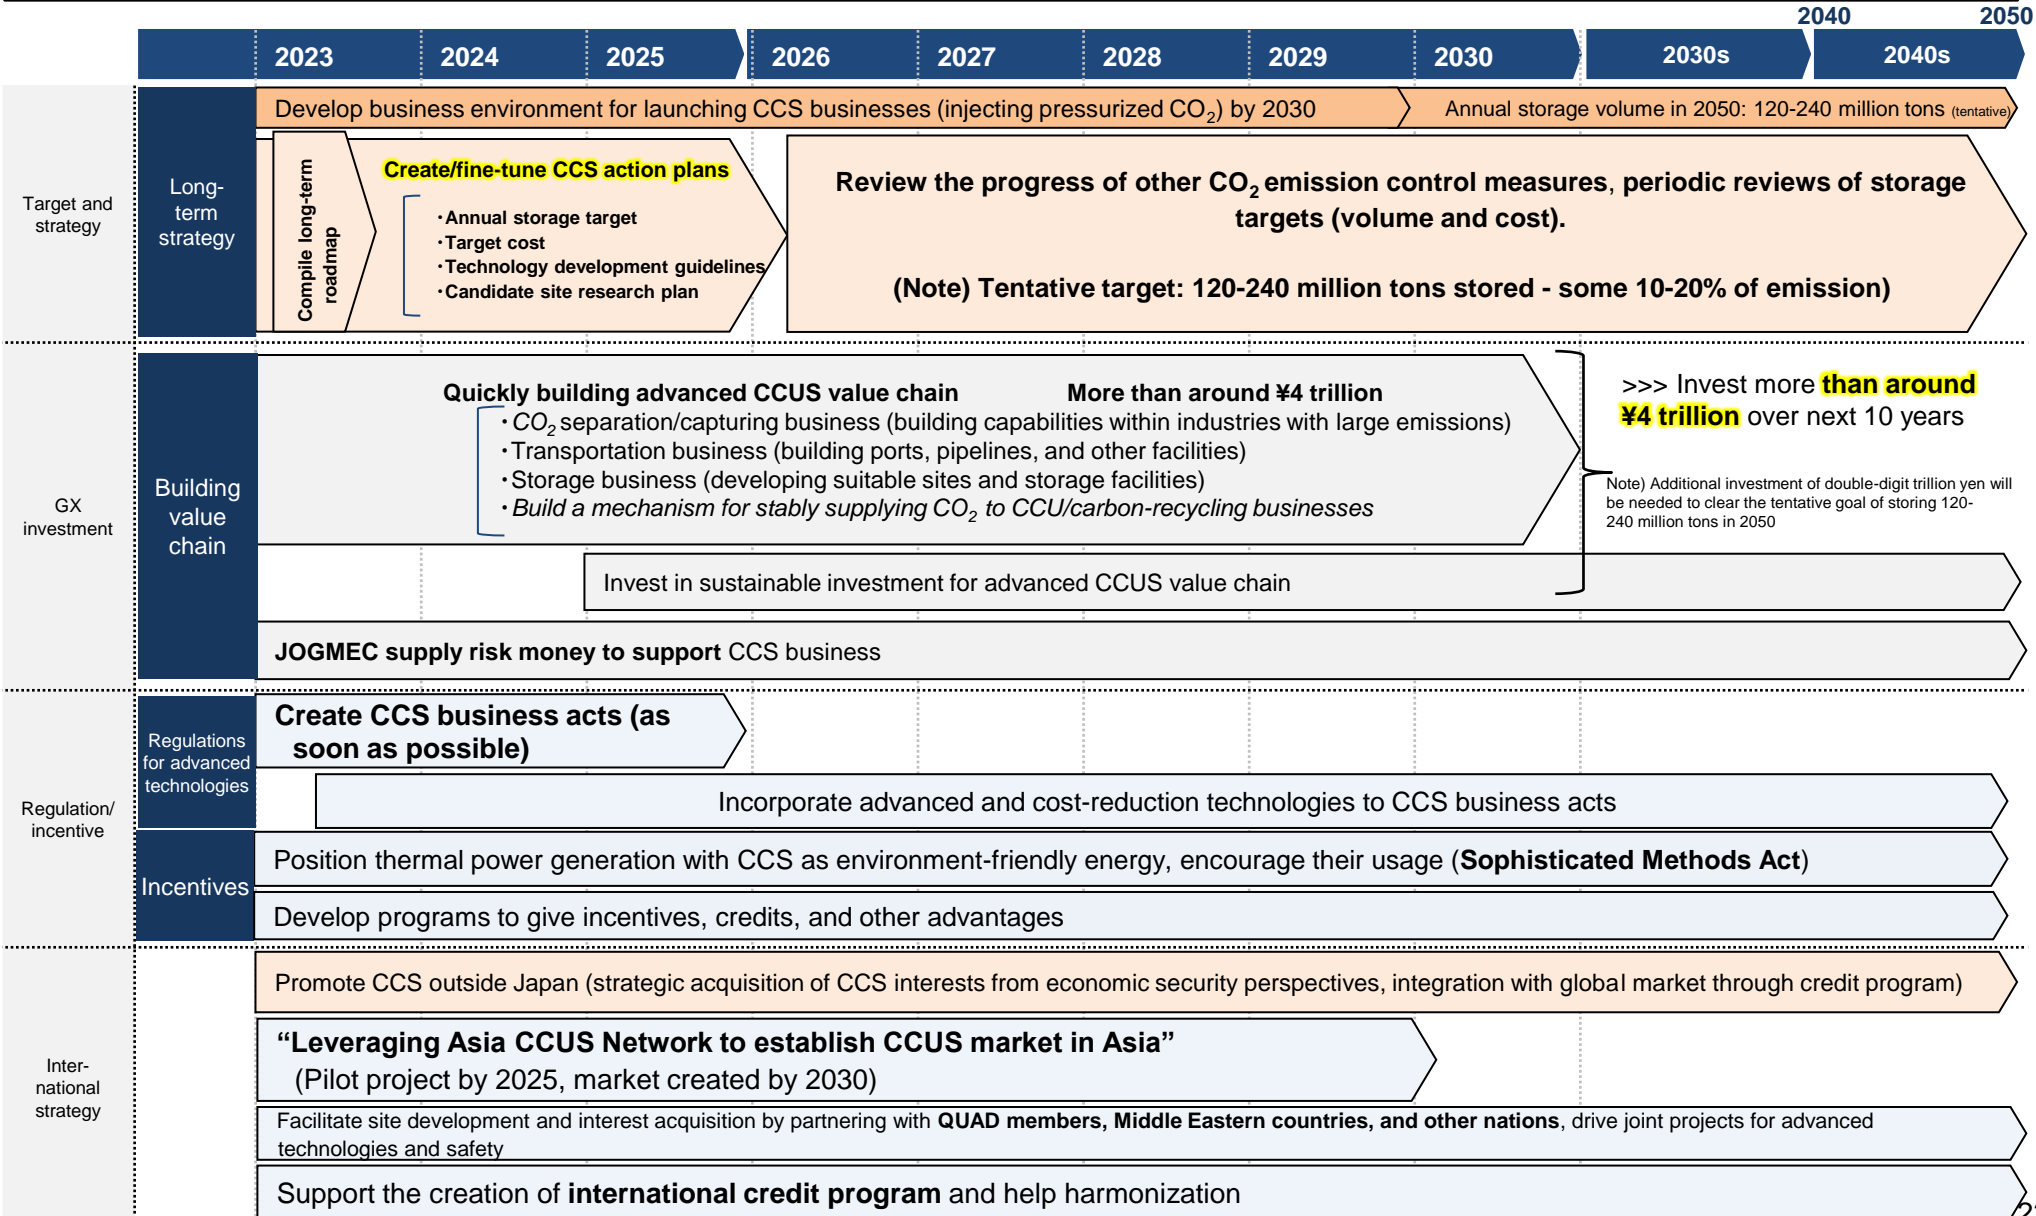 2040 2050
2023 2024 2025 2026 2027 2028 2029 2030 2030s 2040s
Target and
strategy
Long-
term
strategy
Develop business environment for launching CCS businesses (injecting pressurized CO2) by 2030
Annual storage volume in 2050: 120-240 million tons (tentative)
Compile long-term
roadmap
Create/fine-tune CCS action plans
・Annual storage target
・Target cost
・Technology development guidelines
・Candidate site research plan
Review the progress of other CO2 emission control measures, periodic reviews of storage
targets (volume and cost).
(Note) Tentative target: 120-240 million tons stored - some 10-20% of emission)
GX
investment
Building
value
chain
Quickly building advanced CCUS value chain More than around ¥4 trillion
・CO2 separation/capturing business (building capabilities within industries with large emissions)
・Transportation business (building ports, pipelines, and other facilities)
・Storage business (developing suitable sites and storage facilities)
・Build a mechanism for stably supplying CO2 to CCU/carbon-recycling businesses
>>> Invest more than around
¥4 trillion over next 10 years
Note) Additional investment of double-digit trillion yen will
be needed to clear the tentative goal of storing 120-
240 million tons in 2050
Invest in sustainable investment for advanced CCUS value chain
JOGMEC supply risk money to support CCS business
Regulation/
incentive
Regulations
for advanced
technologies
Create CCS business acts (as
soon as possible)
Incorporate advanced and cost-reduction technologies to CCS business acts
Incentives
Position thermal power generation with CCS as environment-friendly energy, encourage their usage (Sophisticated Methods Act)
Develop programs to give incentives, credits, and other advantages
Inter-
national
strategy
Promote CCS outside Japan (strategic acquisition of CCS interests from economic security perspectives, integration with global market through credit program)
“Leveraging Asia CCUS Network to establish CCUS market in Asia”
(Pilot project by 2025, market created by 2030)
Facilitate site development and interest acquisition by partnering with QUAD members, Middle Eastern countries, and other nations, drive joint projects for advanced
technologies and safety
Support the creation of international credit program and help harmonization